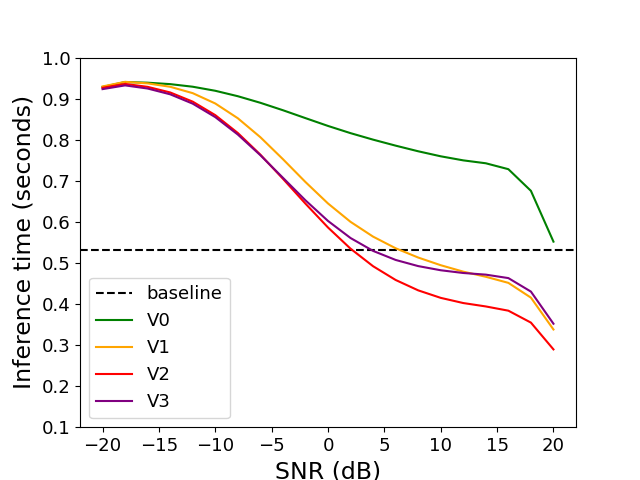 1.0
0.9
0.8
0.7
0.6
0.5
0.4
0.3
0.2
0.1
Inference time (seconds)
baseline
V0
V1
V2
V3
−20 −15 −10 −5 0 5 10 15 20
SNR (dB)